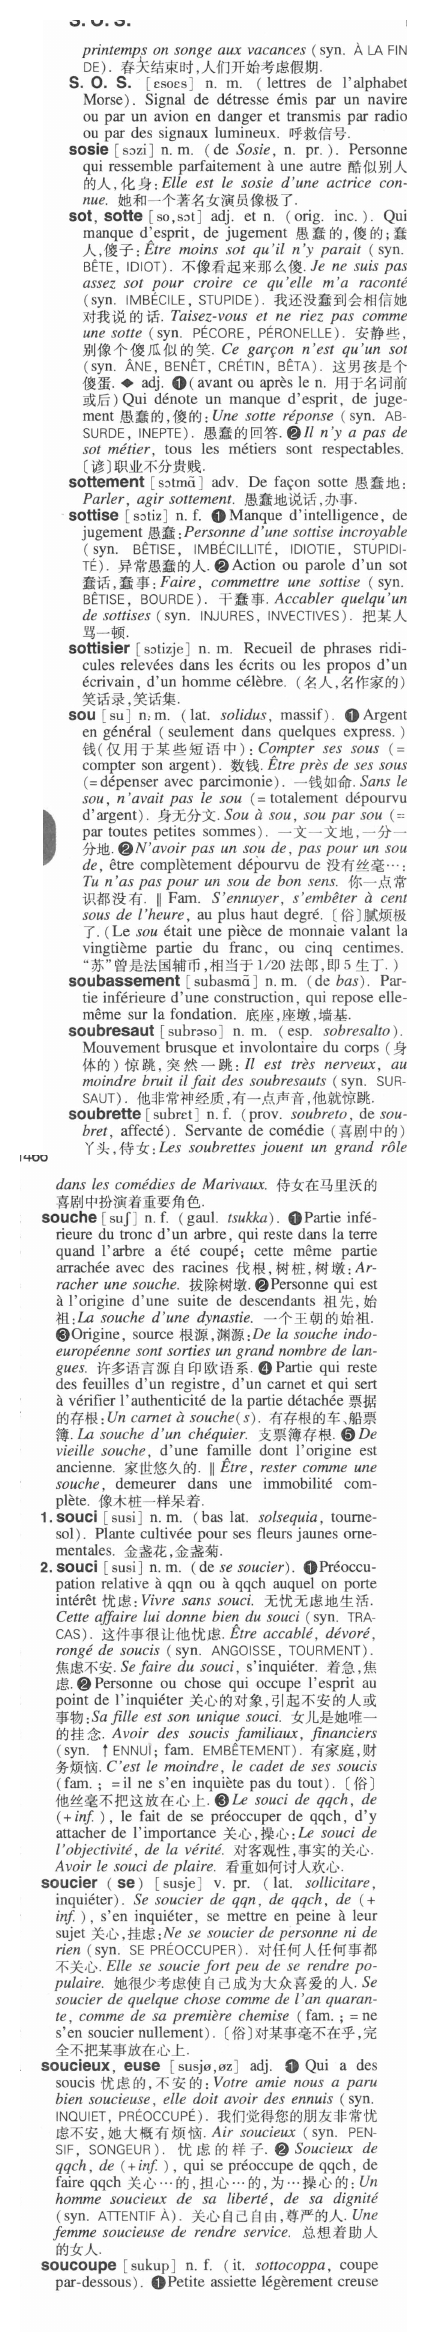 S. O. S.
printemps on songe aux vacances (syn. À LA FIN
DE). 春天结束时,人们开始考虑假期.
S. O. S. [ɛsoɛs] n. m. (lettres de l'alphabet
Morse). Signal de détresse émis par un navire
ou par un avion en danger et transmis par radio
ou par des signaux lumineux. 呼救信号.
sosie [sɔzi] n. m. (de Sosie, n. pr.). Personne
qui ressemble parfaitement à une autre 酷似别人
的人,化身:Elle est le sosie d'une actrice con-
nue. 她和一个著名女演员像极了.
sot, sotte [so,sɔt] adj. et n. (orig. inc.). Qui
manque d'esprit, de jugement 愚蠢的,傻的;蠢
人,傻子:Être moins sot qu'il n'y parait (syn.
BÊTE, IDIOT). 不像看起来那么傻. Je ne suis pas
assez sot pour croire ce qu'elle m'a raconté
(syn. IMBÉCILE, STUPIDE). 我还没蠢到会相信她
对我说的话. Taisez-vous et ne riez pas comme
une sotte (syn. PÉCORE, PÉRONELLE). 安静些,
别像个傻瓜似的笑. Ce garçon n'est qu'un sot
(syn. ÂNE, BENÊT, CRÉTIN, BÊTA). 这男孩是个
傻蛋. ◆ adj. ❶(avant ou après le n. 用于名词前
或后)Qui dénote un manque d'esprit, de juge-
ment 愚蠢的,傻的:Une sotte réponse (syn. AB-
SURDE, INEPTE). 愚蠢的回答. ❷Il n'y a pas de
sot métier, tous les métiers sont respectables.
〔谚〕职业不分贵贱.
sottement [sɔtmɑ̃] adv. De façon sotte 愚蠢地:
Parler, agir sottement. 愚蠢地说话,办事.
sottise [sɔtiz] n. f. ❶Manque d'intelligence, de
jugement 愚蠢:Personne d'une sottise incroyable
(syn. BÊTISE, IMBÉCILLITÉ, IDIOTIE, STUPIDI-
TÉ). 异常愚蠢的人. ❷Action ou parole d'un sot
蠢话,蠢事:Faire, commettre une sottise (syn.
BÊTISE, BOURDE). 干蠢事. Accabler quelqu'un
de sottises (syn. INJURES, INVECTIVES). 把某人
骂一顿.
sottisier [sɔtizje] n. m. Recueil de phrases ridi-
cules relevées dans les écrits ou les propos d'un
écrivain, d'un homme célèbre. (名人,名作家的)
笑话录,笑话集.
sou [su] n. m. (lat. solidus, massif). ❶Argent
en général (seulement dans quelques express.)
钱(仅用于某些短语中):Compter ses sous (=
compter son argent). 数钱. Être près de ses sous
(=dépenser avec parcimonie). 一钱如命. Sans le
sou, n'avait pas le sou (=totalement dépourvu
d'argent). 身无分文. Sou à sou, sou par sou (=
par toutes petites sommes). 一文一文地,一分一
分地. ❷N'avoir pas un sou de, pas pour un sou
de, être complètement dépourvu de 没有丝毫…:
Tu n'as pas pour un sou de bon sens. 你一点常
识都没有. ‖ Fam. S'ennuyer, s'embêter à cent
sous de l'heure, au plus haut degré. 〔俗〕腻烦极
了. (Le sou était une pièce de monnaie valant la
vingtième partie du franc, ou cinq centimes.
“苏”曾是法国辅币,相当于1/20法郎,即5生丁.)
soubassement [subasmɑ̃] n. m. (de bas). Par-
tie inférieure d'une construction, qui repose elle-
même sur la fondation. 底座,座墩,墙基.
soubresaut [subrəso] n. m. (esp. sobresalto).
Mouvement brusque et involontaire du corps (身
体的)惊跳,突然一跳:Il est très nerveux, au
moindre bruit il fait des soubresauts (syn. SUR-
SAUT). 他非常神经质,有一点声音,他就惊跳.
soubrette [subrɛt] n. f. (prov. soubreto, de sou-
bret, affecté). Servante de comédie (喜剧中的)
丫头,侍女:Les soubrettes jouent un grand rôle
1466
dans les comédies de Marivaux. 侍女在马里沃的
喜剧中扮演着重要角色.
souche [suʃ] n. f. (gaul. tsukka). ❶Partie infé-
rieure du tronc d'un arbre, qui reste dans la terre
quand l'arbre a été coupé; cette même partie
arrachée avec des racines 伐根,树桩,树墩:Ar-
racher une souche. 拔除树墩. ❷Personne qui est
à l'origine d'une suite de descendants 祖先,始
祖:La souche d'une dynastie. 一个王朝的始祖.
❸Origine, source 根源,渊源:De la souche indo-
européenne sont sorties un grand nombre de lan-
gues. 许多语言源自印欧语系. ❹Partie qui reste
des feuilles d'un registre, d'un carnet et qui sert
à vérifier l'authenticité de la partie détachée 票据
的存根:Un carnet à souche(s). 有存根的车、船票
簿. La souche d'un chéquier. 支票簿存根. ❺De
vieille souche, d'une famille dont l'origine est
ancienne. 家世悠久的. ‖ Être, rester comme une
souche, demeurer dans une immobilité com-
plète. 像木桩一样呆着.
1. souci [susi] n. m. (bas lat. solsequia, tourne-
sol). Plante cultivée pour ses fleurs jaunes orne-
mentales. 金盏花,金盏菊.
2. souci [susi] n. m. (de se soucier). ❶Préoccu-
pation relative à qqn ou à qqch auquel on porte
intérêt 忧虑:Vivre sans souci. 无忧无虑地生活.
Cette affaire lui donne bien du souci (syn. TRA-
CAS). 这件事很让他忧虑. Être accablé, dévoré,
rongé de soucis (syn. ANGOISSE, TOURMENT).
焦虑不安. Se faire du souci, s'inquiéter. 着急,焦
虑. ❷Personne ou chose qui occupe l'esprit au
point de l'inquiéter 关心的对象,引起不安的人或
事物:Sa fille est son unique souci. 女儿是她唯一
的挂念. Avoir des soucis familiaux, financiers
(syn. ↑ENNUI; fam. EMBÊTEMENT). 有家庭,财
务烦恼. C'est le moindre, le cadet de ses soucis
(fam.; =il ne s'en inquiète pas du tout). 〔俗〕
他丝毫不把这放在心上. ❸Le souci de qqch, de
(+inf.), le fait de se préoccuper de qqch, d'y
attacher de l'importance 关心,操心:Le souci de
l'objectivité, de la vérité. 对客观性,事实的关心.
Avoir le souci de plaire. 看重如何讨人欢心.
soucier (se) [susje] v. pr. (lat. sollicitare,
inquiéter). Se soucier de qqn, de qqch, de (+
inf.), s'en inquiéter, se mettre en peine à leur
sujet 关心,挂虑:Ne se soucier de personne ni de
rien (syn. SE PRÉOCCUPER). 对任何人任何事都
不关心. Elle se soucie fort peu de se rendre po-
pulaire. 她很少考虑使自己成为大众喜爱的人. Se
soucier de quelque chose comme de l'an quaran-
te, comme de sa première chemise (fam.; =ne
s'en soucier nullement). 〔俗〕对某事毫不在乎,完
全不把某事放在心上.
soucieux, euse [susjø,øz] adj. ❶ Qui a des
soucis 忧虑的,不安的:Votre amie nous a paru
bien soucieuse, elle doit avoir des ennuis (syn.
INQUIET, PRÉOCCUPÉ). 我们觉得您的朋友非常忧
虑不安,她大概有烦恼. Air soucieux (syn. PEN-
SIF, SONGEUR). 忧虑的样子. ❷ Soucieux de
qqch, de (+inf.), qui se préoccupe de qqch, de
faire qqch 关心…的,担心…的,为…操心的:Un
homme soucieux de sa liberté, de sa dignité
(syn. ATTENTIF À). 关心自己自由,尊严的人. Une
femme soucieuse de rendre service. 总想着助人
的女人.
soucoupe [sukup] n. f. (it. sottocoppa, coupe
par-dessous). ❶Petite assiette légèrement creuse